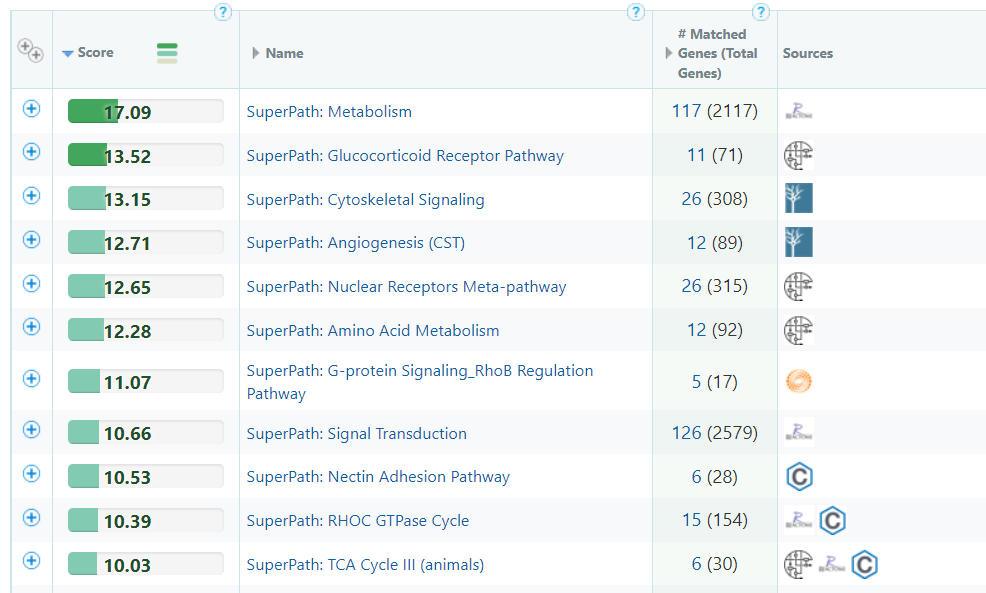 ?
?
?
Score
Name
# Matched
Genes (Total
Genes)
Sources
17.09 SuperPath: Metabolism 117 (2117)
13.52 SuperPath: Glucocorticoid Receptor Pathway 11 (71)
13.15 SuperPath: Cytoskeletal Signaling 26 (308)
12.71 SuperPath: Angiogenesis (CST) 12 (89)
12.65 SuperPath: Nuclear Receptors Meta-pathway 26 (315)
12.28 SuperPath: Amino Acid Metabolism 12 (92)
11.07 SuperPath: G-protein Signaling_RhoB Regulation
Pathway 5 (17)
10.66 SuperPath: Signal Transduction 126 (2579)
10.53 SuperPath: Nectin Adhesion Pathway 6 (28) C
10.39 SuperPath: RHOC GTPase Cycle 15 (154) C
10.03 SuperPath: TCA Cycle III (animals) 6 (30) C